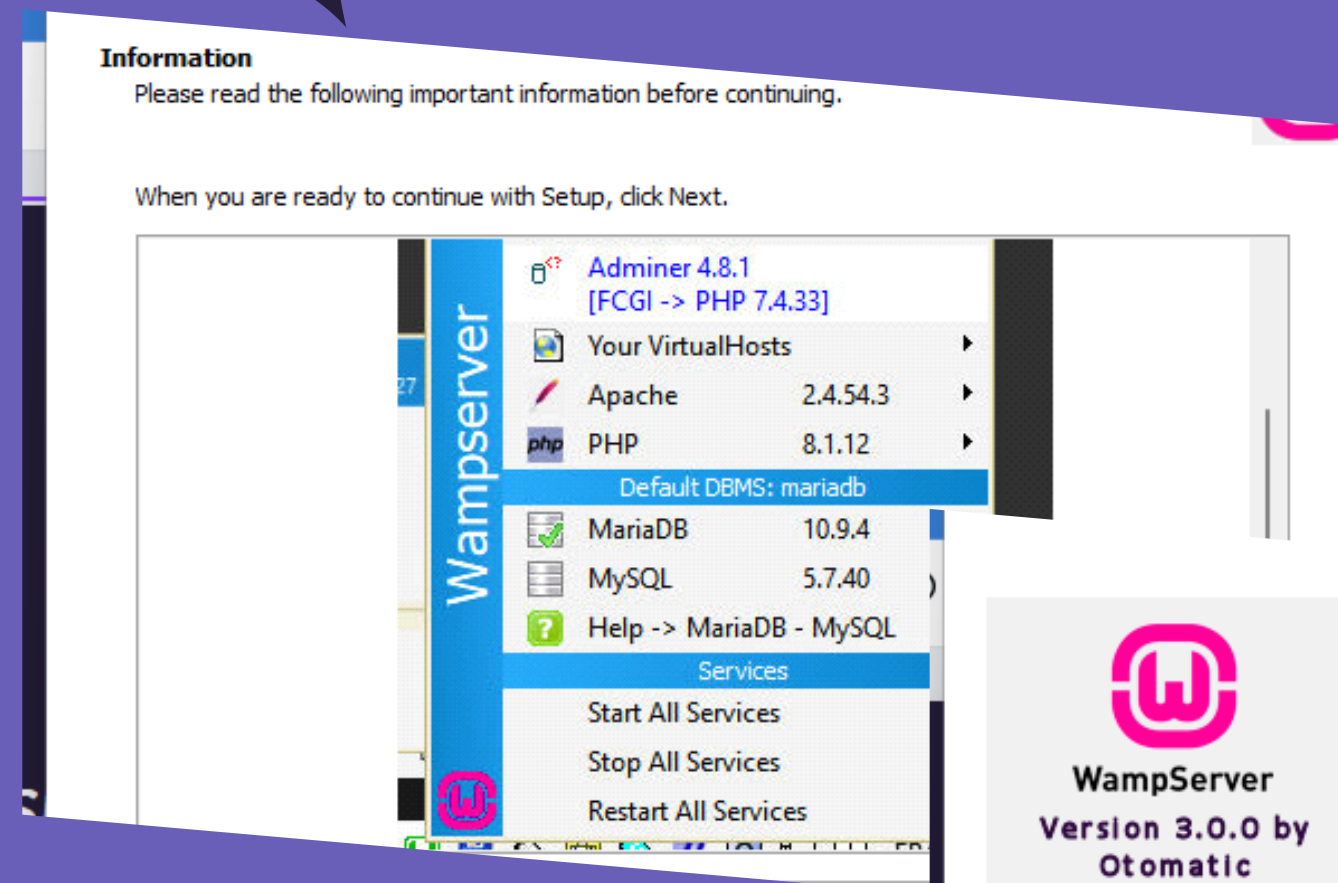 Information
Please read the following important information before continuing.
When you are ready to continue with Setup, click Next.
Wampserver
Adminer 4.8.1
[FCGI -> PHP 7.4.33]
Your VirtualHosts
27
Apache 2.4.54.3
php PHP 8.1.12
Default DBMS: mariadb
MariaDB 10.9.4
MySQL 5.7.40
? Help -> MariaDB - MySQL
Services
Start All Services
Stop All Services
Restart All Services
WampServer
Version 3.0.0 by
Otomatic